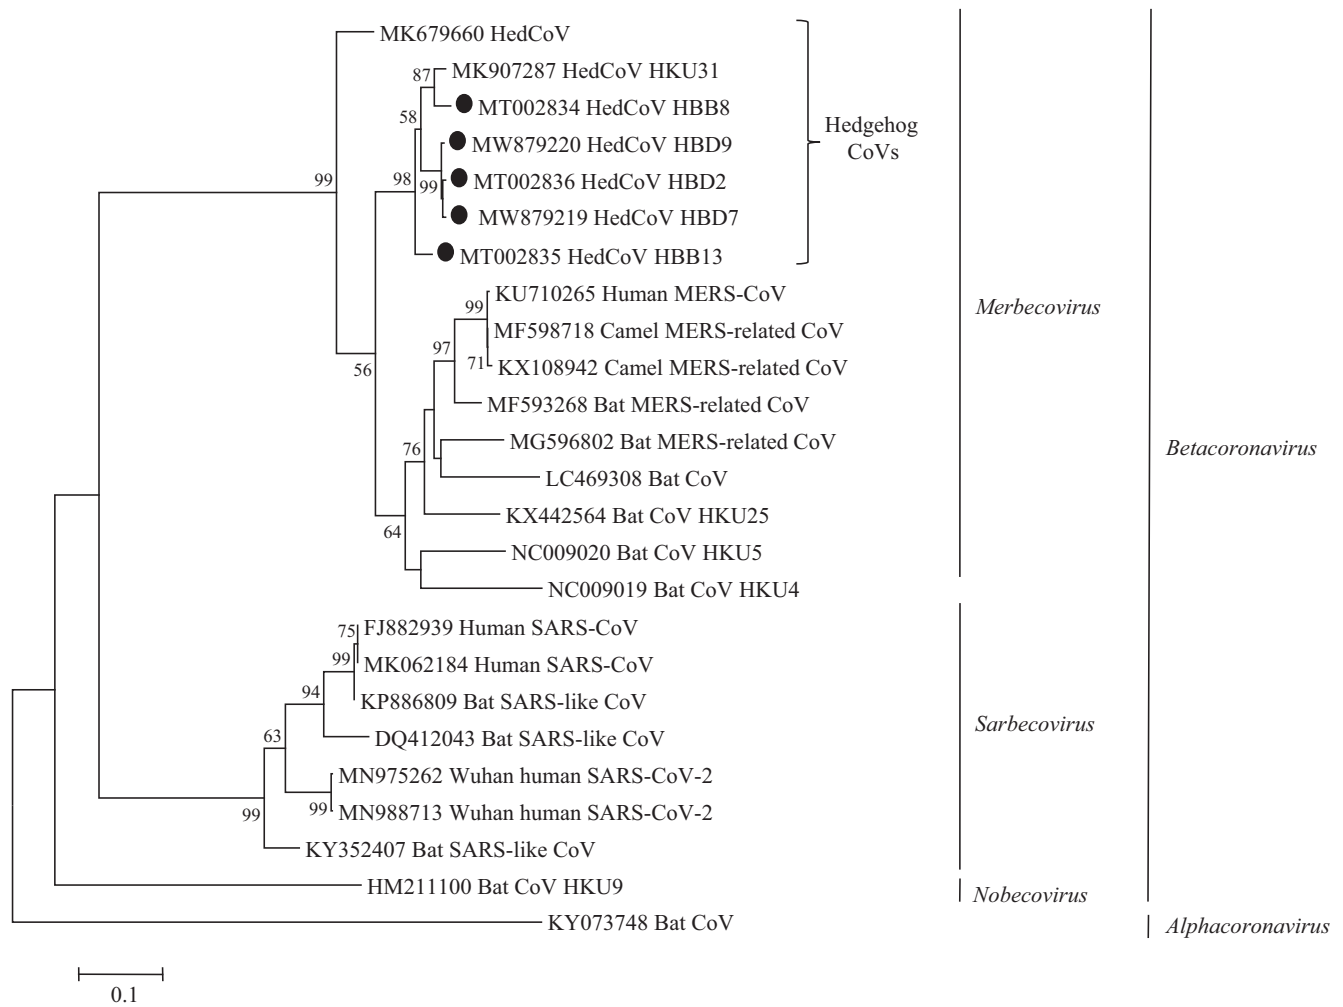 MK679660 HedCoV
87
MK907287 HedCoV HKU31
MT002834 HedCoV HBB8
58
Hedgehog
CoVs
MW879220 HedCoV HBD9
99
98
99
MT002836 HedCoV HBD2
MW879219 HedCoV HBD7
MT002835 HedCoV HBB13
KU710265 Human MERS-CoV
99
Merbecovirus
MF598718 Camel MERS-related CoV
97
71
KX108942 Camel MERS-related CoV
56
MF593268 Bat MERS-related CoV
MG596802 Bat MERS-related CoV
76
Betacoronavirus
LC469308 Bat CoV
KX442564 Bat CoV HKU25
64
NC009020 Bat CoV HKU5
NC009019 Bat CoV HKU4
75
FJ882939 Human SARS-CoV
99
MK062184 Human SARS-CoV
94
KP886809 Bat SARS-like CoV
Sarbecovirus
63
DQ412043 Bat SARS-like CoV
MN975262 Wuhan human SARS-CoV-2
99
99
MN988713 Wuhan human SARS-CoV-2
KY352407 Bat SARS-like CoV
HM211100 Bat CoV HKU9
Nobecovirus
KY073748 Bat CoV
Alphacoronavirus
0.1